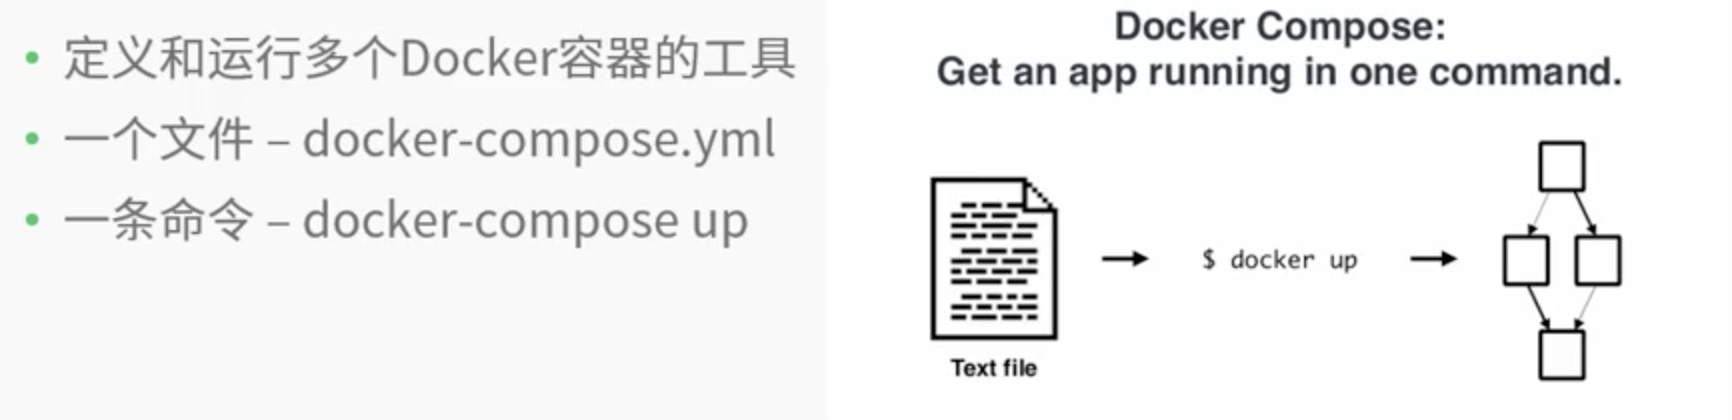 • 定义和运行多个Docker容器的工具
• 一个文件 – docker-compose.yml
• 一条命令 – docker-compose up
Docker Compose:
Get an app running in one command.
$ docker up
Text file